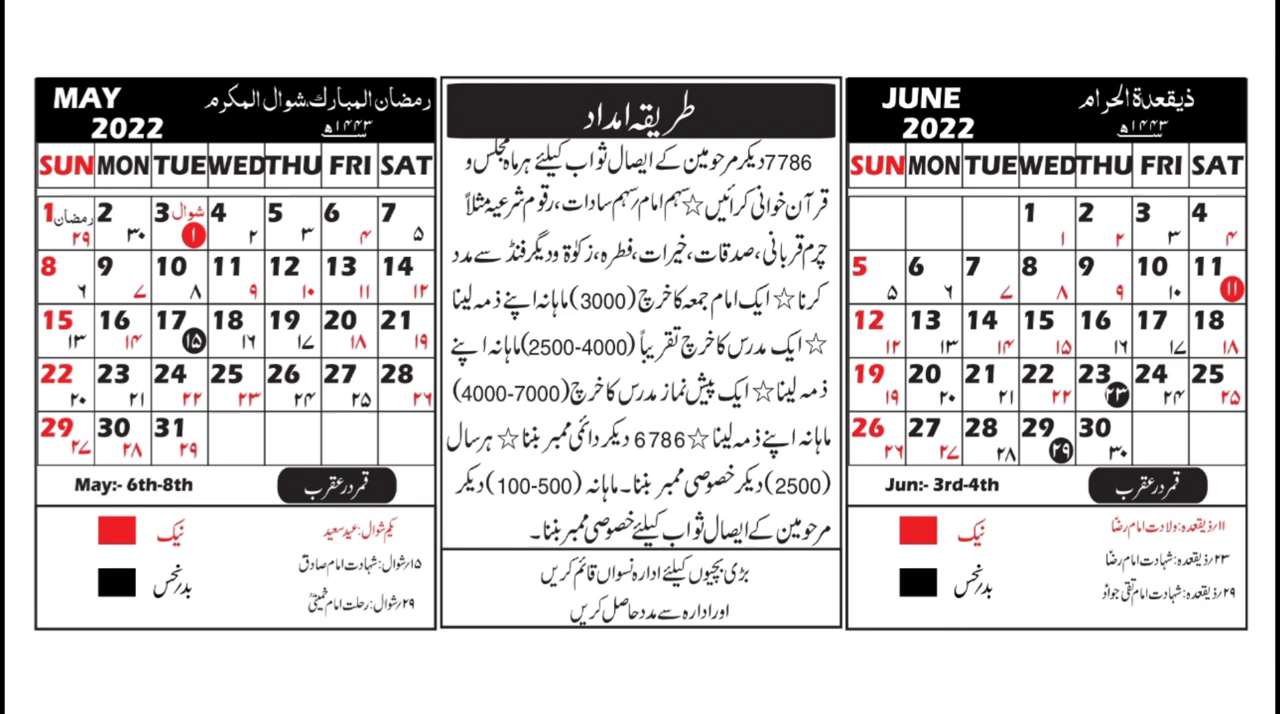 MAY
رمضان المبارك، شوال المكرم
2022
۱۴۴۳ھ
SUN MON TUE WED THU FRI SAT
1 رمضان ۲۹ 2 ۳۰ 3 شوال ۱ 4 ۲ 5 ۳ 6 ۴ 7 ۵
8 ۶ 9 ۷ 10 ۸ 11 ۹ 12 ۱۰ 13 ۱۱ 14 ۱۲
15 ۱۳ 16 ۱۴ 17 ۱۵ 18 ۱۶ 19 ۱۷ 20 ۱۸ 21 ۱۹
22 ۲۰ 23 ۲۱ 24 ۲۲ 25 ۲۳ 26 ۲۴ 27 ۲۵ 28 ۲۶
29 ۲۷ 30 ۲۸ 31 ۲۹
May:- 6th-8th
قمر در عقرب
نیک
بد/نحس
یکم شوال: عید سعید
۱۵/شوال: شہادت امام صادق
۲۹/شوال: رحلت امام خمینیؒ
طریقہ امداد
7786 دیکر مرحومین کے ایصال ثواب کیلئے ہر ماہ مجلس و
قرآن خوانی کرائیں ☆ سہم امام/سہم سادات، رقوم شرعیہ مثلاً
چرم قربانی، صدقات، خیرات، فطرہ، زکوٰۃ ودیگر فنڈ سے مدد
کرنا ☆ ایک امام جمعہ کا خرچ (3000) ماہانہ اپنے ذمہ لینا
☆ ایک مدرس کا خرچ تقریباً (2500-4000) ماہانہ اپنے
ذمہ لینا ☆ ایک پیش نماز مدرس کا خرچ (4000-7000)
ماہانہ اپنے ذمہ لینا ☆ 6786 دیکر دائمی ممبر بننا ☆ ہر سال
(2500) دیکر خصوصی ممبر بننا۔ ماہانہ (100-500) دیکر
مرحومین کے ایصال ثواب کیلئے خصوصی ممبر بننا۔
بڑی بچیوں کیلئے ادارہ نسواں قائم کریں
اور ادارہ سے مدد حاصل کریں
JUNE
ذیقعدۃ الحرام
2022
۱۴۴۳ھ
SUN MON TUE WED THU FRI SAT
1 ۱ 2 ۲ 3 ۳ 4 ۴
5 ۵ 6 ۶ 7 ۷ 8 ۸ 9 ۹ 10 ۱۰ 11 ۱۱
12 ۱۲ 13 ۱۳ 14 ۱۴ 15 ۱۵ 16 ۱۶ 17 ۱۷ 18 ۱۸
19 ۱۹ 20 ۲۰ 21 ۲۱ 22 ۲۲ 23 ۲۳ 24 ۲۴ 25 ۲۵
26 ۲۶ 27 ۲۷ 28 ۲۸ 29 ۲۹ 30 ۳۰
Jun:- 3rd-4th
قمر در عقرب
نیک
بد/نحس
۱۱/ذیقعدہ: ولادت امام رضاؑ
۲۳/ذیقعدہ: شہادت امام رضاؑ
۲۹/ذیقعدہ: شہادت امام تقی جوادؑ